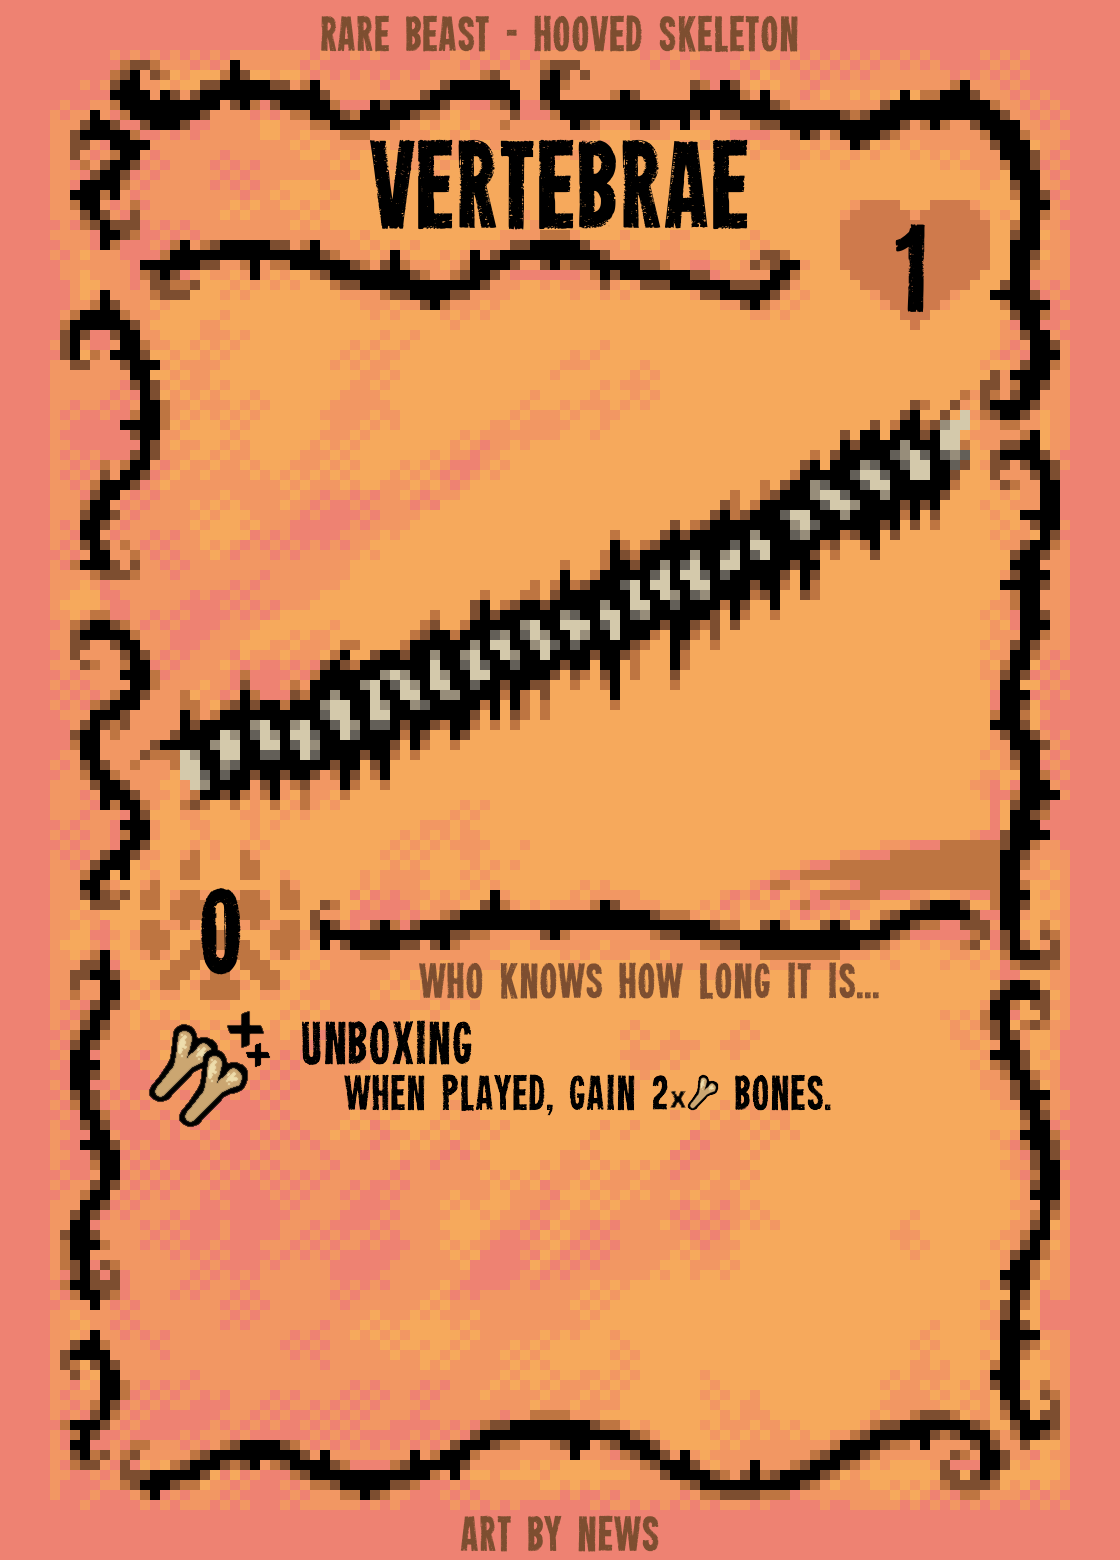 RARE BEAST - HOOVED SKELETON
VERTEBRAE
1
0
WHO KNOWS HOW LONG IT IS...
UNBOXING
WHEN PLAYED, GAIN 2x BONES.
ART BY NEWS